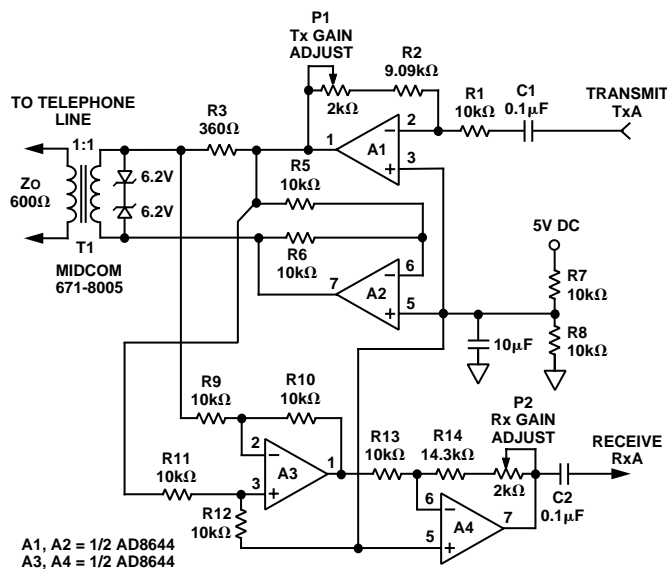 P1
Tx GAIN
ADJUST
R2
9.09kΩ
2kΩ
R1
10kΩ
C1
0.1µF
TRANSMIT
TxA
TO TELEPHONE
LINE
1:1
R3
360Ω
2
1
A1
3
ZO
600Ω
6.2V
6.2V
R5
10kΩ
5V DC
T1
MIDCOM
671-8005
R6
10kΩ
6
7
A2
5
R7
10kΩ
10µF
R8
10kΩ
R9
10kΩ
R10
10kΩ
P2
Rx GAIN
ADJUST
R13
10kΩ
R14
14.3kΩ
2kΩ
RECEIVE
RxA
R11
10kΩ
2
1
A3
3
C2
0.1µF
R12
10kΩ
6
7
A4
5
A1, A2 = 1/2 AD8644
A3, A4 = 1/2 AD8644